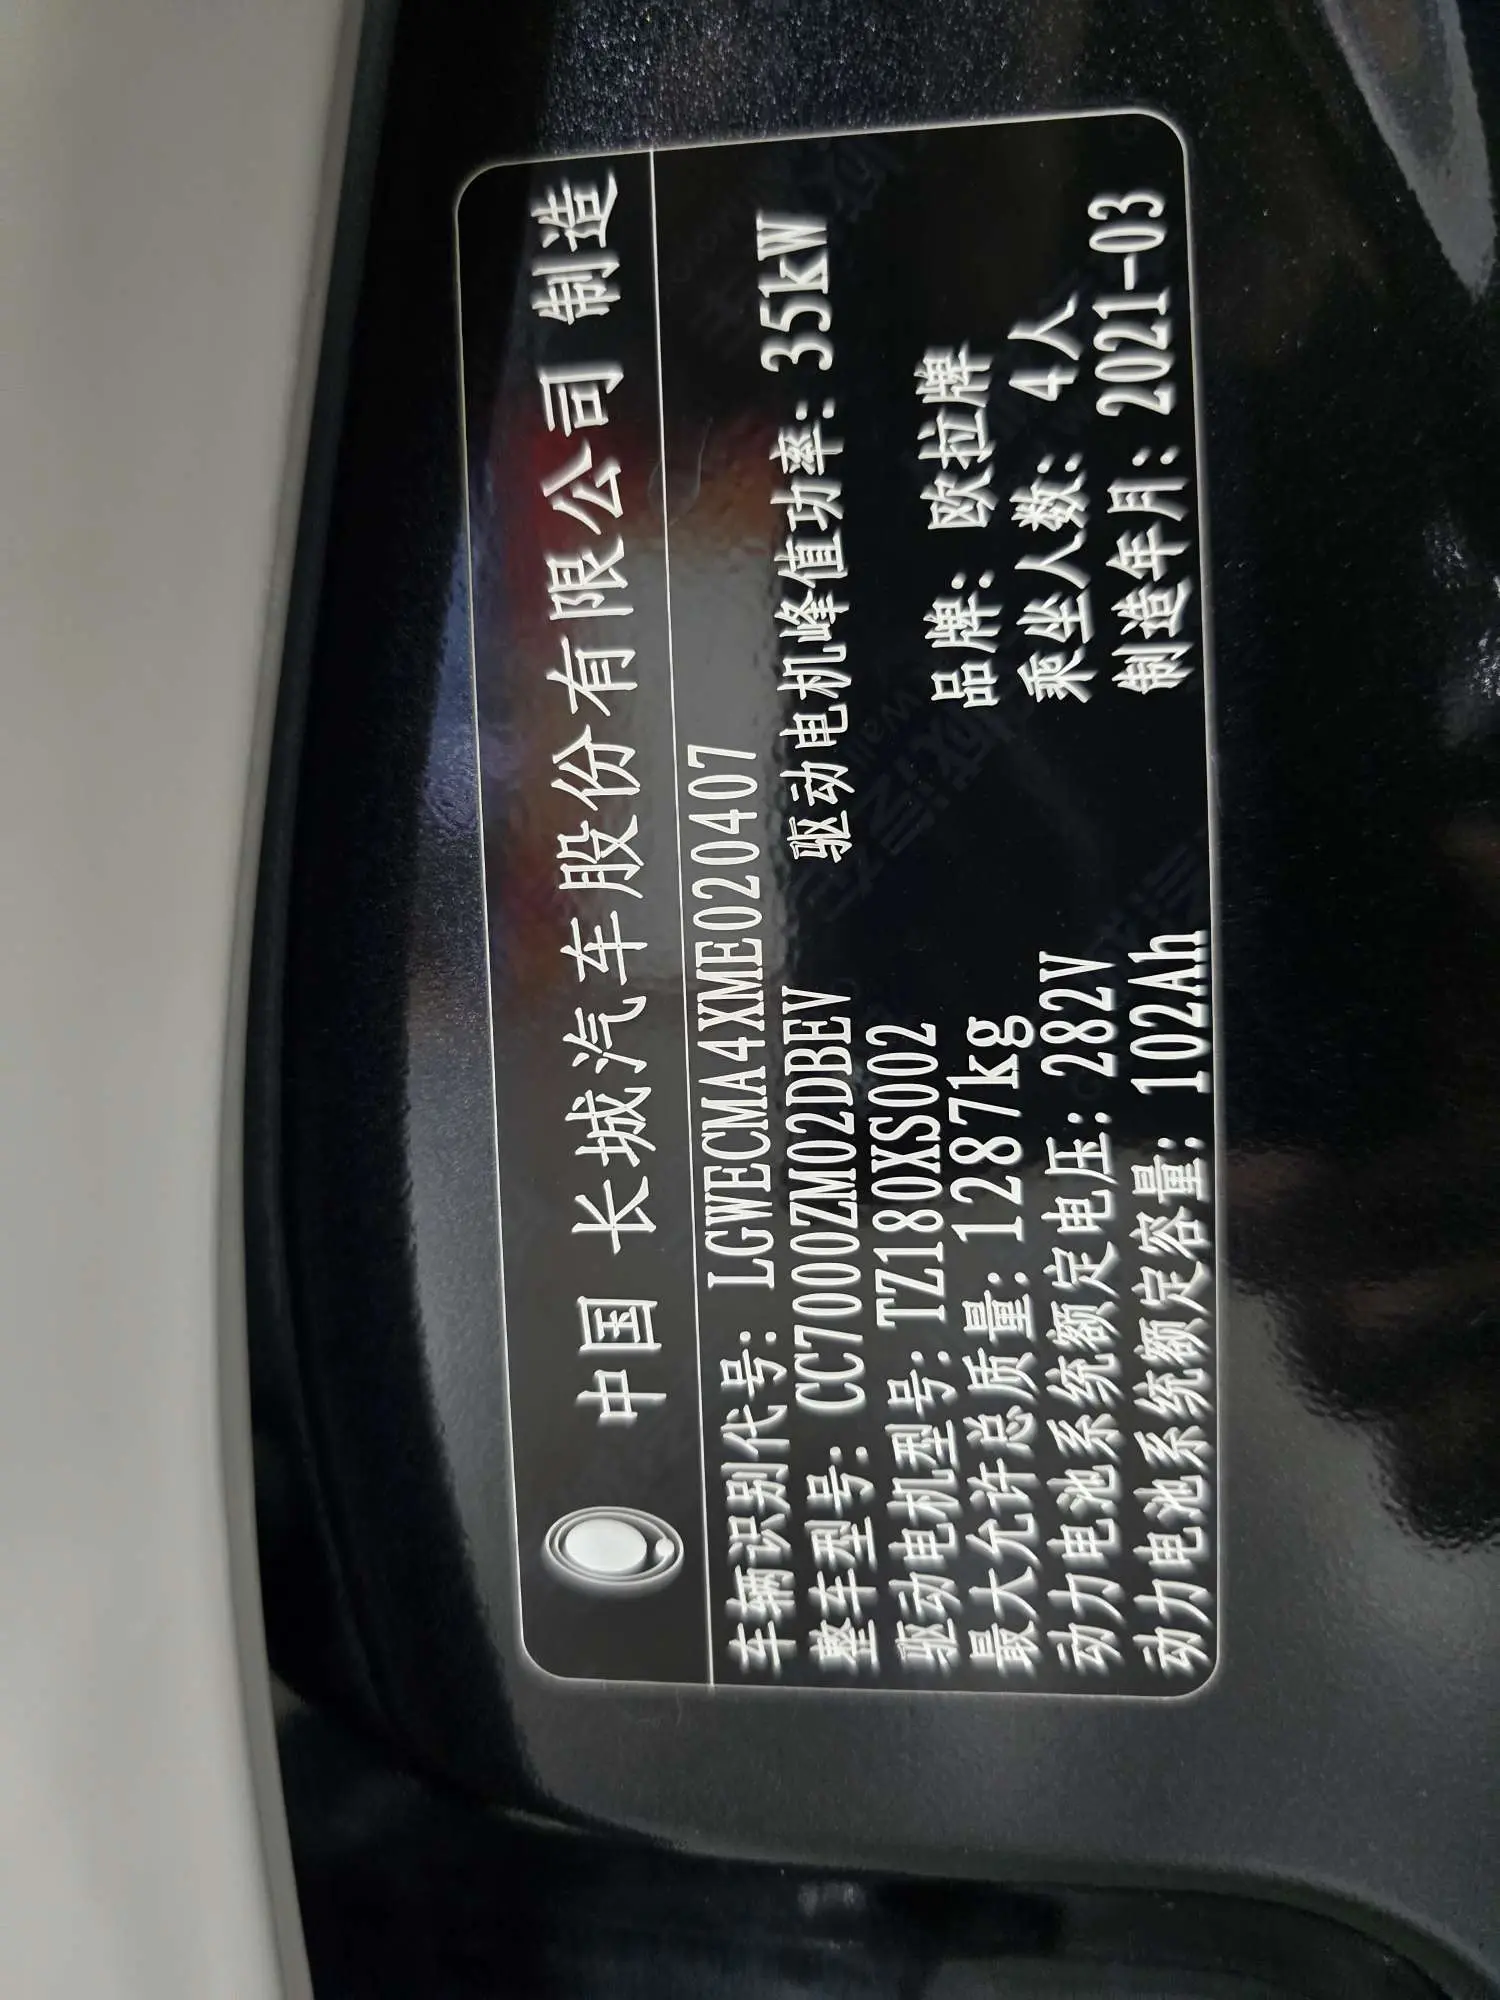 中国 长城汽车股份有限公司 制造
车辆识别代号: LGWECMA4XME020407
整车型号: CC7000ZM02DBEV 驱动电机峰值功率: 35kW
驱动电机型号: TZ180XS002
最大允许总质量: 1287kg 品牌: 欧拉牌
动力电池系统额定电压: 282V 乘坐人数: 4人
动力电池系统额定容量: 102Ah 制造年月: 2021-03